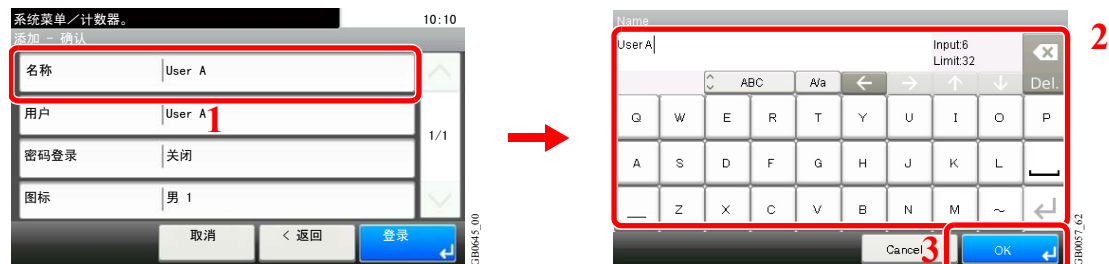 系统菜单／计数器。 10:10
添加 - 确认
名称 User A
用户 User A
1
1/1
密码登录 关闭
图标 男 1
取消 < 返回 登录
GB0645_00
Name
2
User A Input:6
Limit:32
ABC A/a ← → ↑ ↓ Del.
Q W E R T Y U I O P
A S D F G H J K L
_ Z X C V B N M ~
Cancel 3 OK
GB0057_62